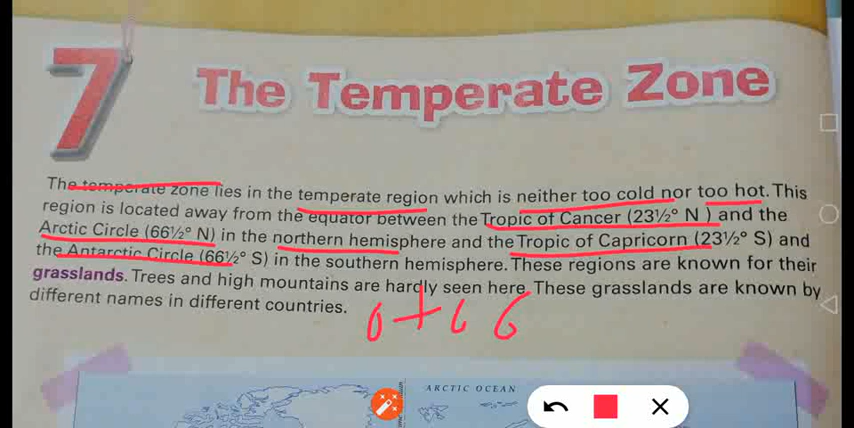 7
The Temperate Zone
The temperate zone lies in the temperate region which is neither too cold nor too hot. This
region is located away from the equator between the Tropic of Cancer (23½° N ) and the
Arctic Circle (66½° N) in the northern hemisphere and the Tropic of Capricorn (23½° S) and
the Antarctic Circle (66½° S) in the southern hemisphere. These regions are known for their
grasslands. Trees and high mountains are hardly seen here. These grasslands are known by
different names in different countries.
ARCTIC OCEAN